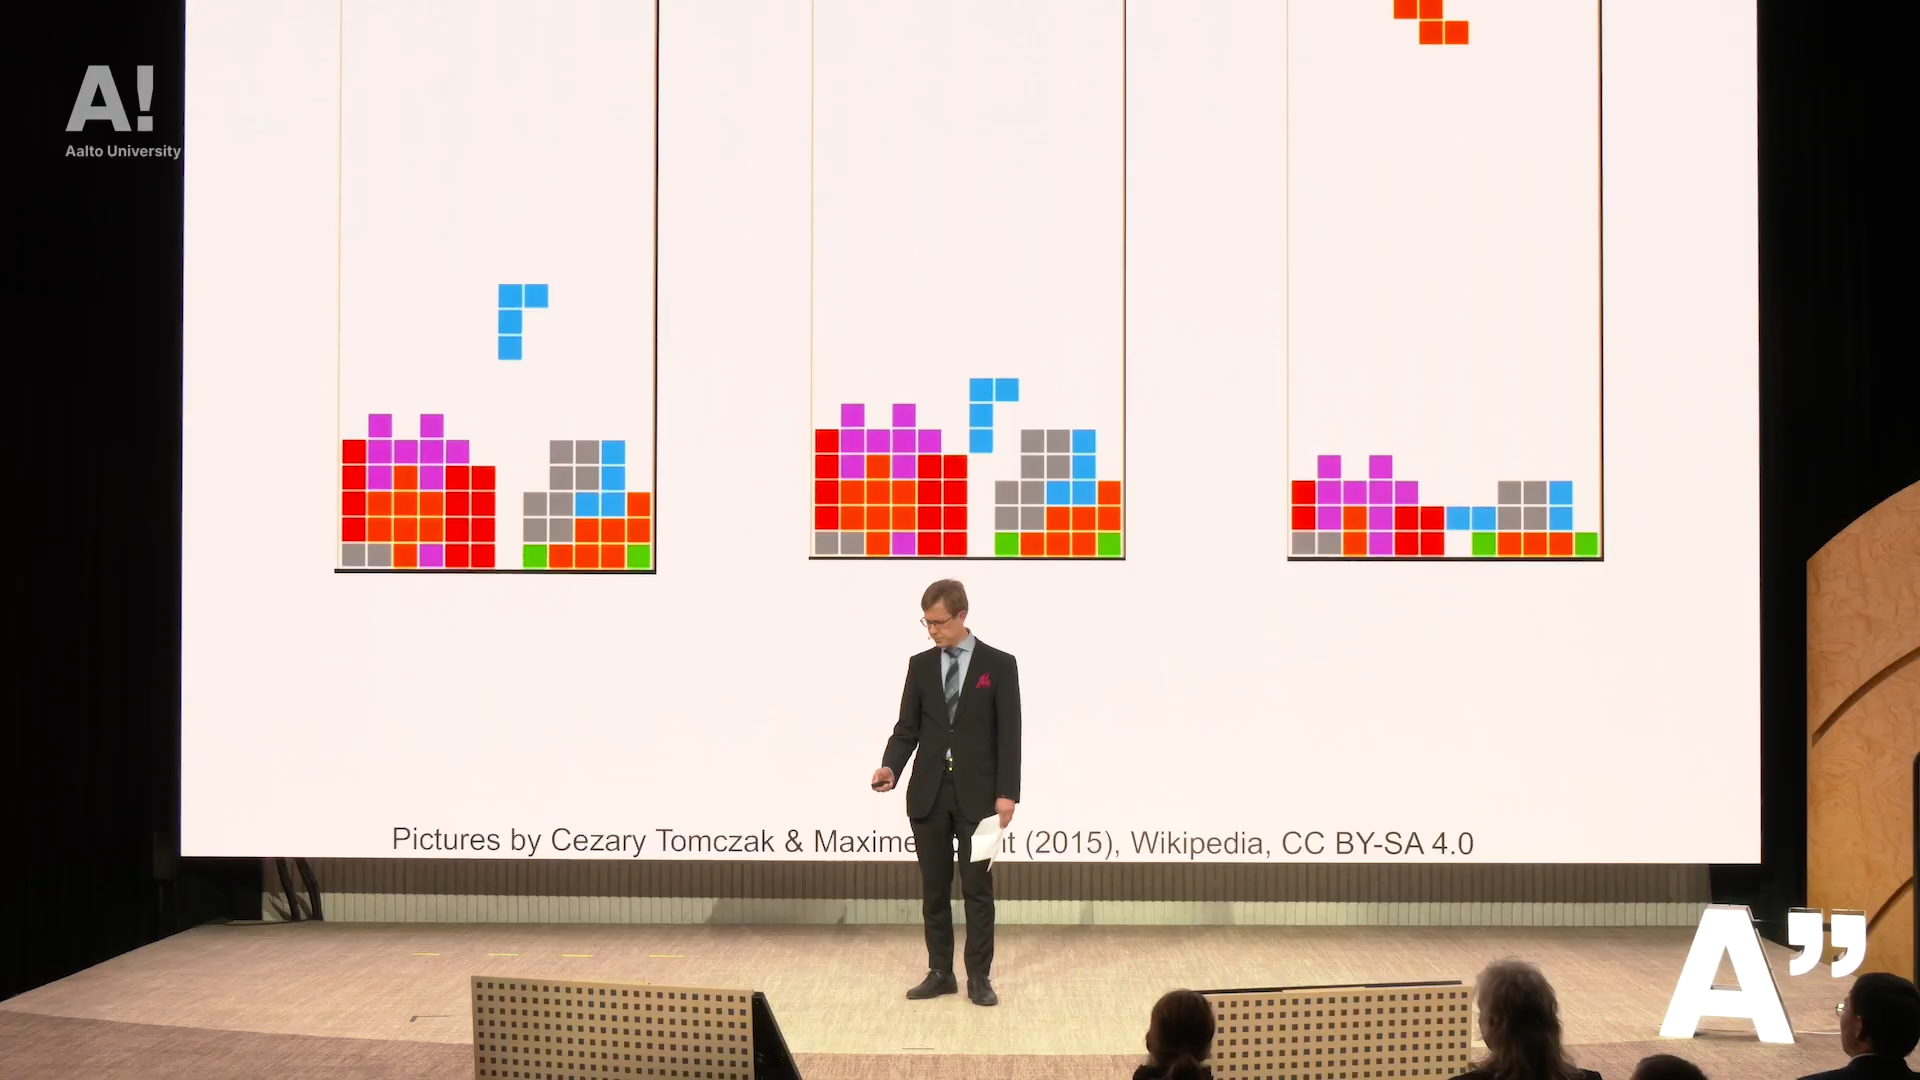 A!
Aalto University
Pictures by Cezary Tomczak & Maxime it (2015), Wikipedia, CC BY-SA 4.0
A”